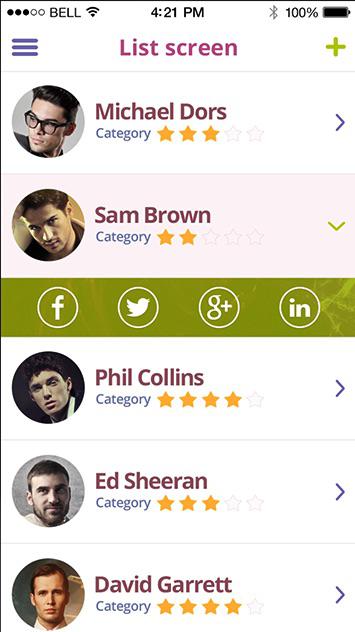 BELL 4:21 PM 100%
List screen
Michael Dors
Category
Sam Brown
Category
f g+ in
Phil Collins
Category
Ed Sheeran
Category
David Garrett
Category